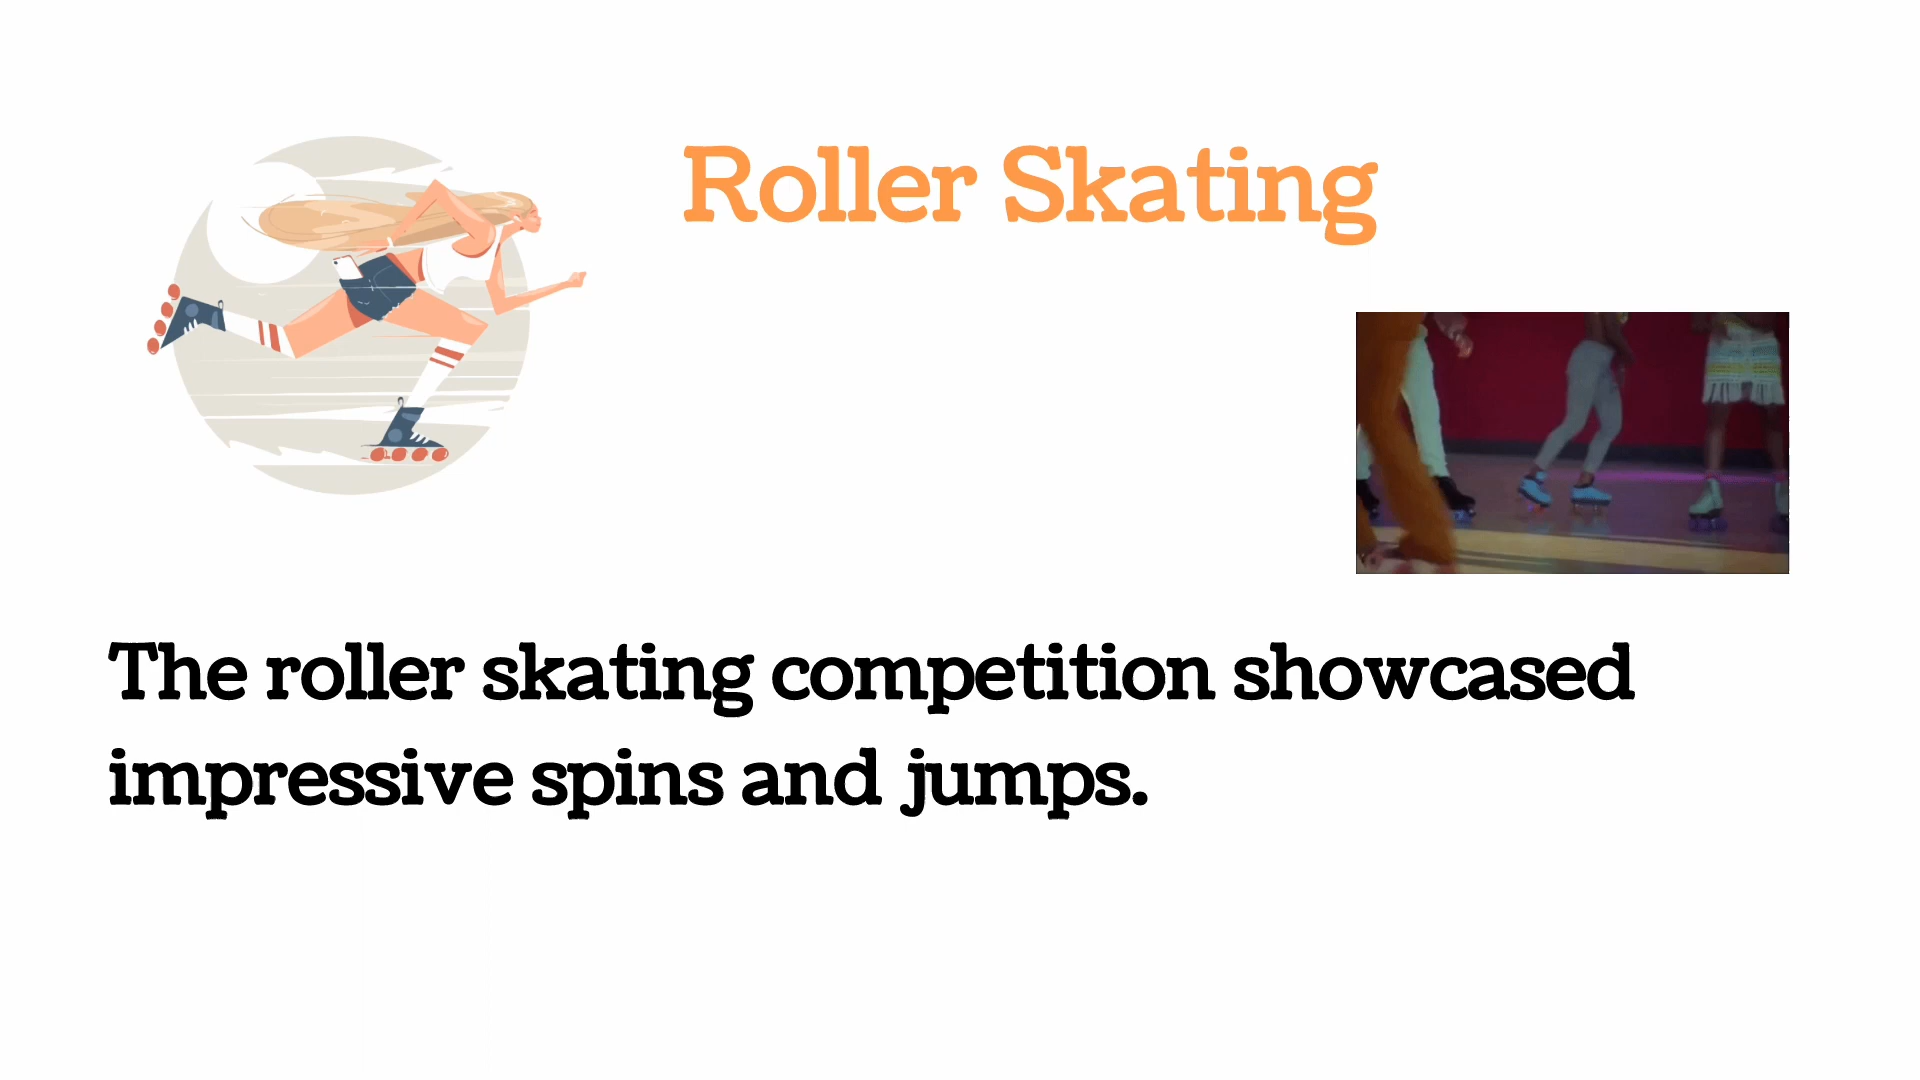 Roller Skating
The roller skating competition showcased
impressive spins and jumps.